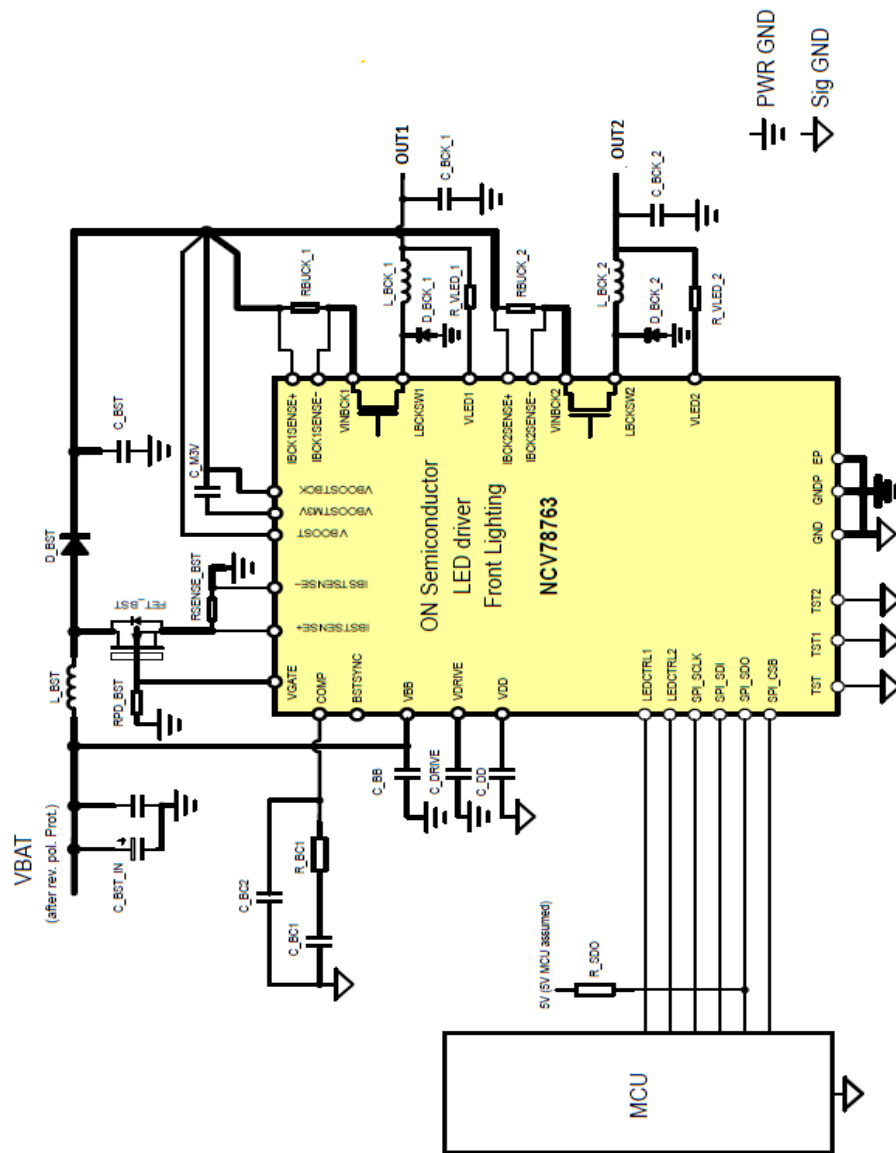 VBAT
(after rev. pol. Prot.)
C_BST_IN
L_BST
D_BST
C_BST
RPD_BST
FET_BST
RSENSE_BST
C_M3V
RBUCK_1
L_BCK_1
D_BCK_1
R_VLED_1
OUT1
C_BCK_1
RBUCK_2
L_BCK_2
D_BCK_2
R_VLED_2
OUT2
C_BCK_2
PWR GND
Sig GND
VGATE
IBSTSENSE+
IBSTSENSE-
VBOOST
VBOOSTM3V
VBOOSTBCK
COMP
BSTSYNC
VBB
VDRIVE
VDD
IBCK1SENSE+
IBCK1SENSE-
VINBCK1
LBCKSW1
VLED1
IBCK2SENSE+
IBCK2SENSE-
VINBCK2
LBCKSW2
VLED2
ON Semiconductor
LED driver
Front Lighting
NCV78763
C_BB
C_DRIVE
C_DD
C_BC2
R_BC1
C_BC1
LEDCTRL1
LEDCTRL2
SPI_SCLK
SPI_SDI
SPI_SDO
SPI_CSB
TST
TST1
TST2
GND
GNDP
EP
5V (5V MCU assumed)
R_SDO
MCU